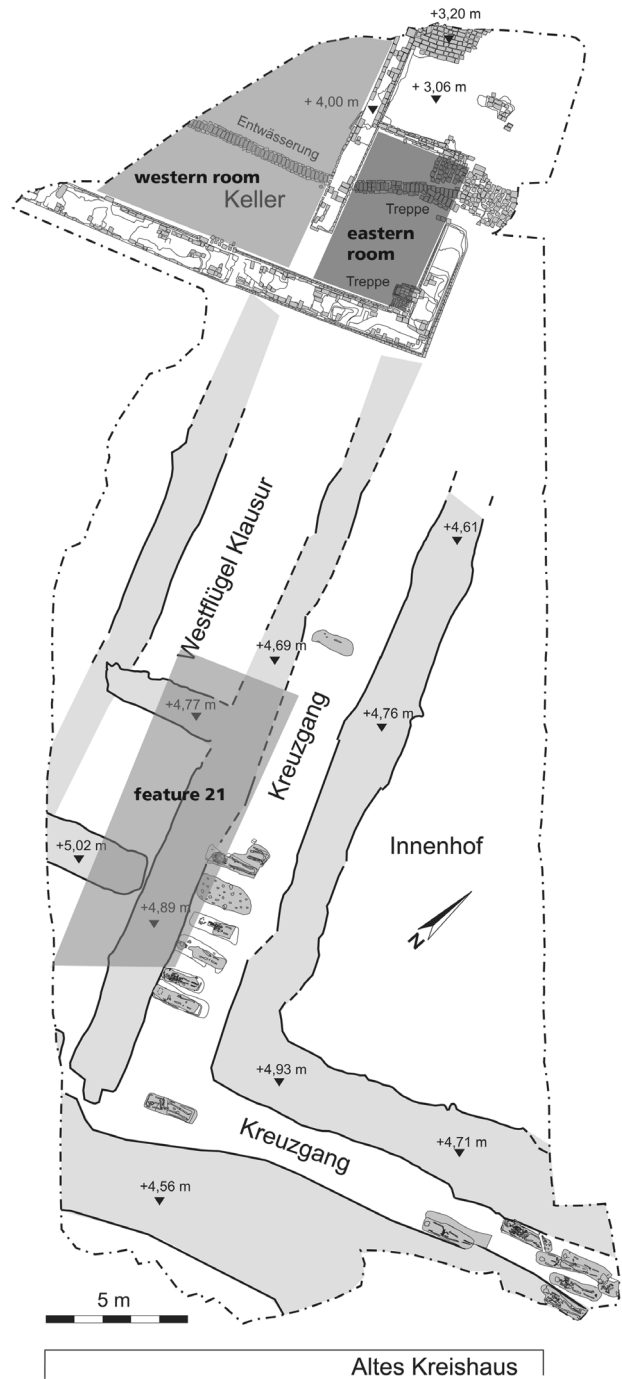 +3,20 m
+ 3,06 m
+ 4,00 m
Entwässerung
western room
Keller
Treppe
eastern
room
Treppe
+4,61
Westflügel Klausur
+4,69 m
+4,77 m
+4,76 m
Kreuzgang
feature 21
+5,02 m
Innenhof
+4,89 m
N
+4,93 m
Kreuzgang
+4,71 m
+4,56 m
5 m
Altes Kreishaus